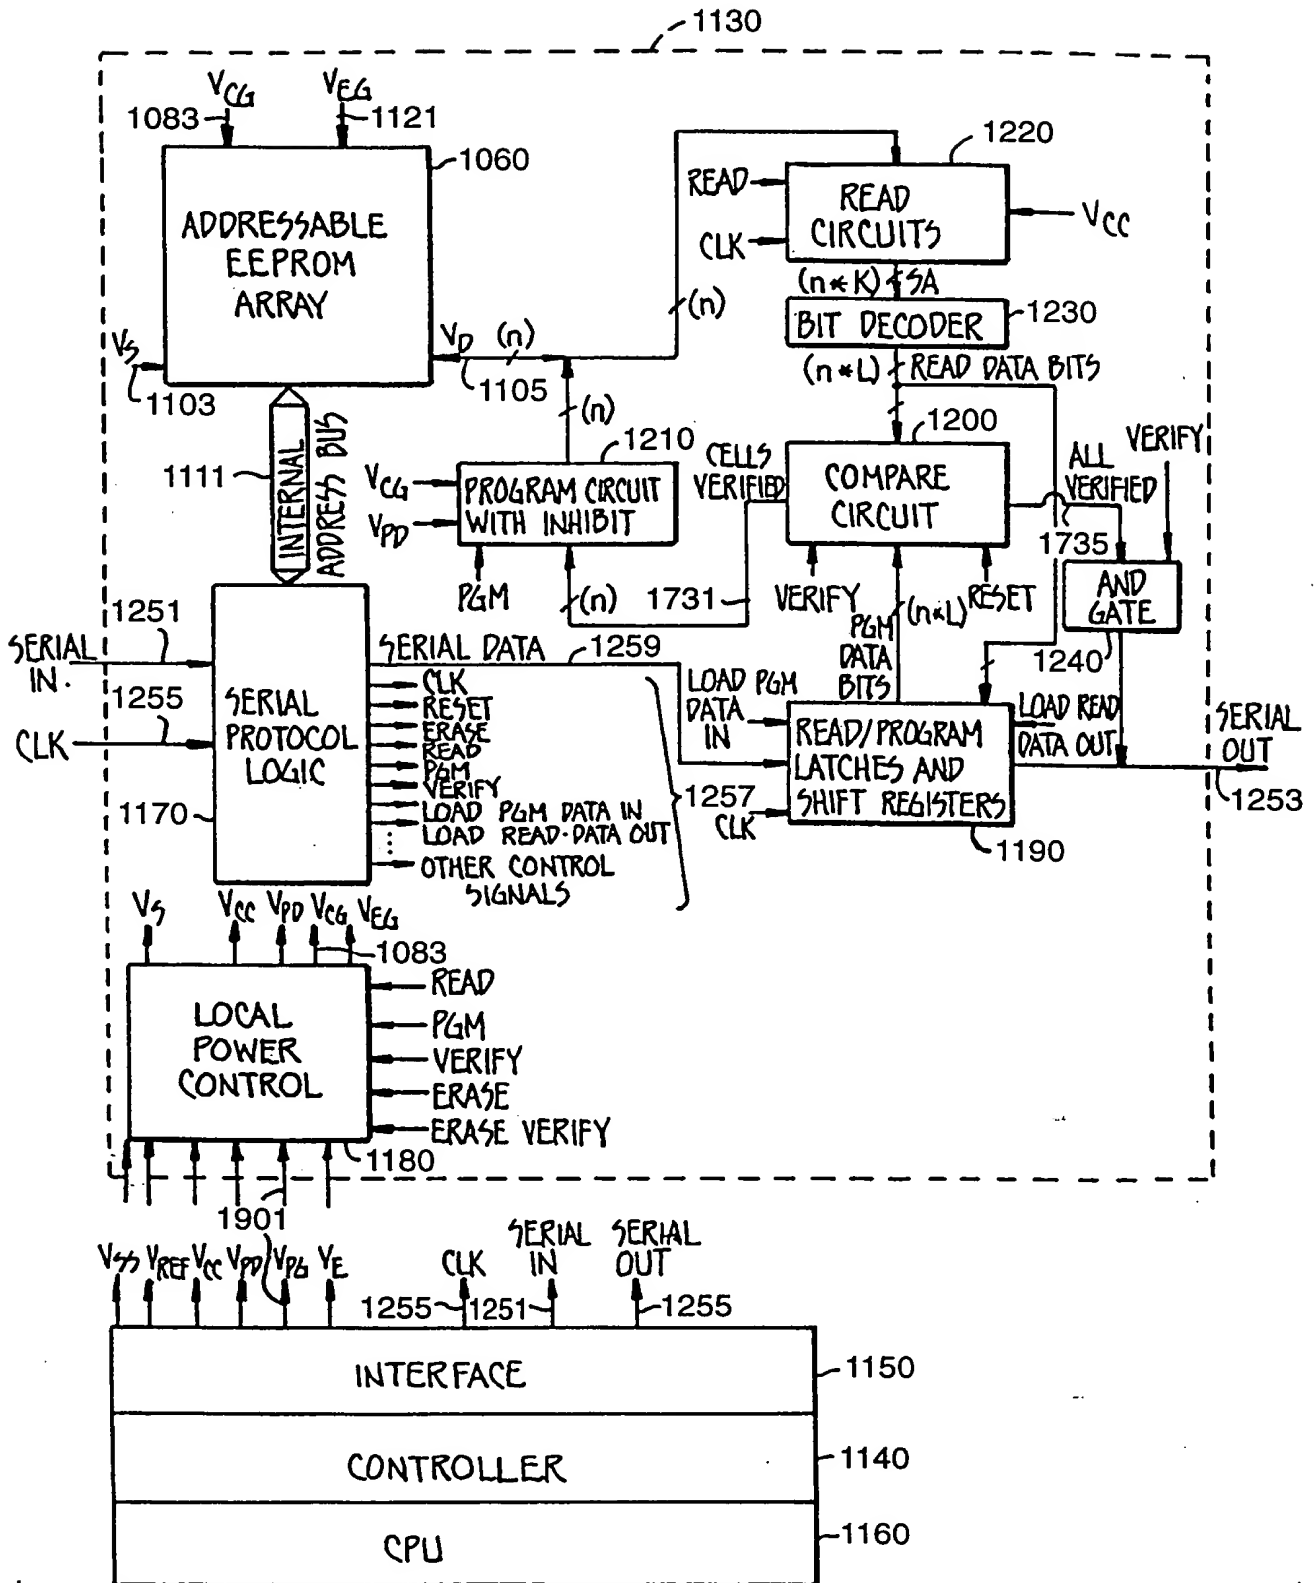 1130
VCG
VEG
1083
1121
1060
ADDRESSABLE
EEPROM
ARRAY
VS
1103
VD
(n)
1105
(n)
1220
READ
CLK
READ
CIRCUITS
VCC
(n*K)
SA
BIT DECODER
1230
(n*L)
READ DATA BITS
(n)
1210
1111
INTERNAL
ADDRESS BUS
VCG
VPD
PROGRAM CIRCUIT
WITH INHIBIT
PGM
(n)
CELLS
VERIFIED
1200
COMPARE
CIRCUIT
ALL
VERIFIED
VERIFY
1735
AND
GATE
1240
1731
VERIFY
(n*L)
RESET
PGM
DATA
BITS
1251
SERIAL
IN.
1255
CLK
SERIAL
PROTOCOL
LOGIC
1170
SERIAL DATA
1259
CLK
RESET
ERASE
READ
PGM
VERIFY
LOAD PGM DATA IN
LOAD READ-DATA OUT
OTHER CONTROL
SIGNALS
1257
LOAD PGM
DATA
IN
CLK
READ/PROGRAM
LATCHES AND
SHIFT REGISTERS
1190
LOAD READ
DATA OUT
SERIAL
OUT
1253
VS
VCC
VPD
VCG
VEG
1083
LOCAL
POWER
CONTROL
READ
PGM
VERIFY
ERASE
ERASE VERIFY
1180
1901
VSS
VREF
VCC
VPD
VPG
VE
CLK
SERIAL
IN
SERIAL
OUT
1255
1251
1255
INTERFACE
1150
CONTROLLER
1140
CPU
1160